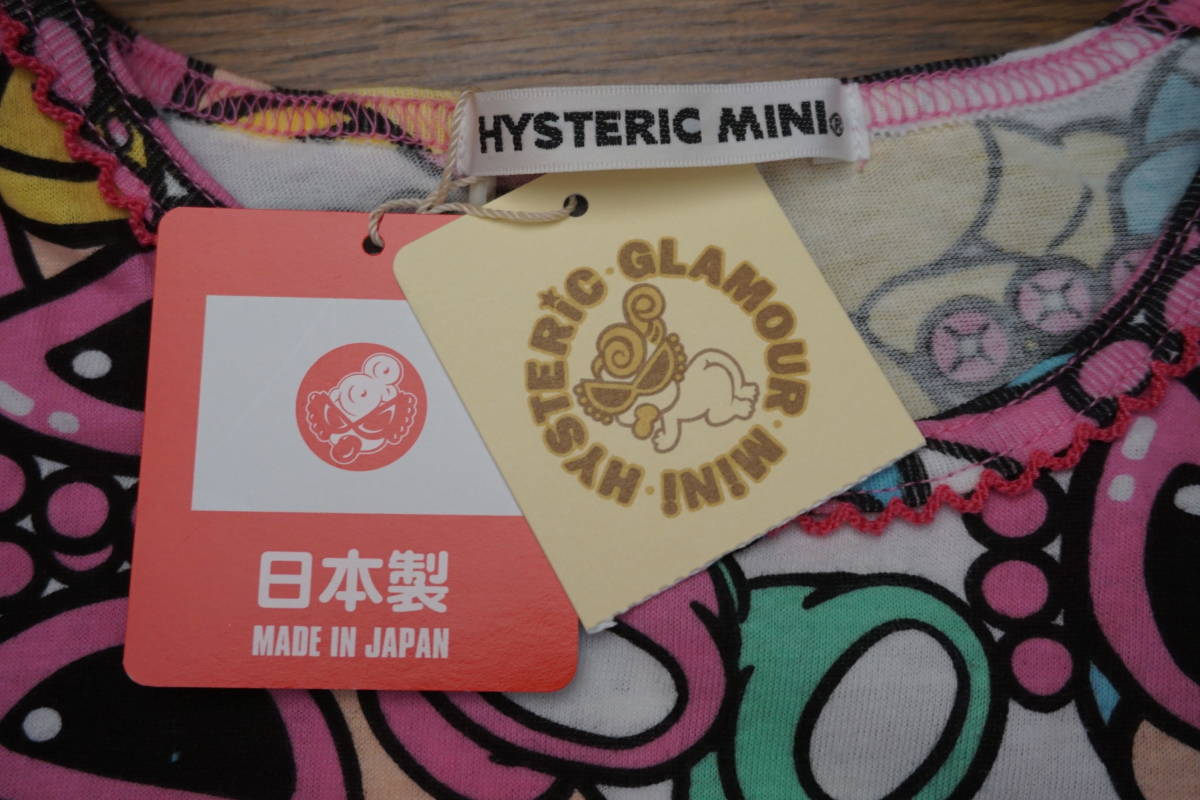 HYSTERIC MINI®
HYSTERIC·GLAMOUR·MiNi·
日本製
MADE IN JAPAN